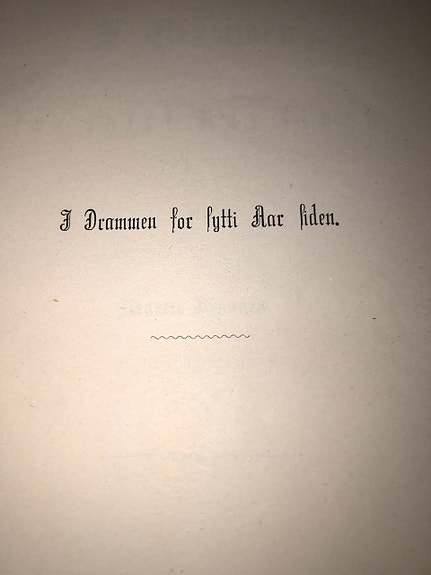 I Drammen for sytti Aar siden.